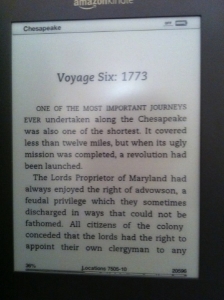 amazonkindle
Chesapeake
Voyage Six: 1773
ONE OF THE MOST IMPORTANT JOURNEYS
EVER undertaken along the Chesapeake
was also one of the shortest. It covered
less than twelve miles, but when its ugly
mission was completed, a revolution had
been launched.
The Lords Proprietor of Maryland had
always enjoyed the right of advowson, a
feudal privilege which they sometimes
discharged in ways that could not be
fathomed. All citizens of the colony
conceded that the lords had the right to
appoint their own clergyman to any
Locations